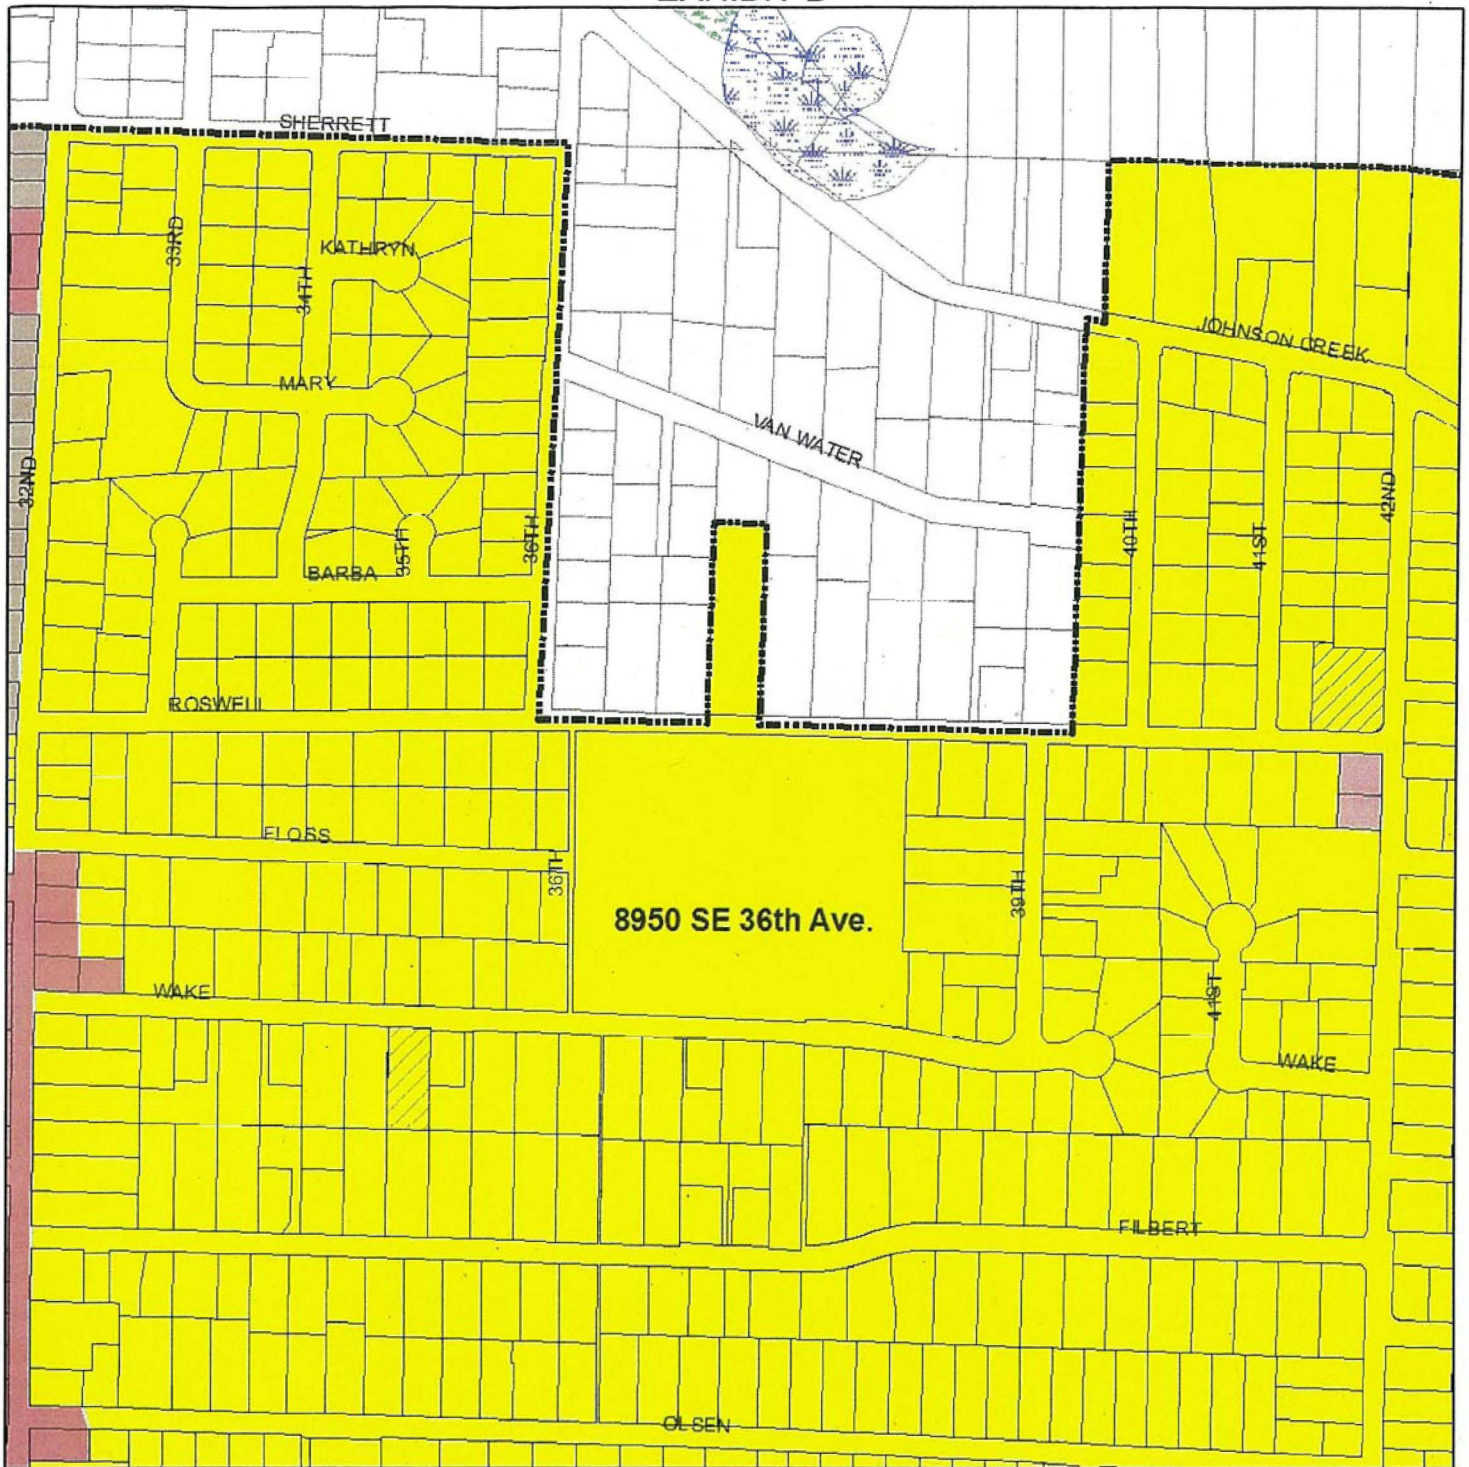 SHERRETT
33RD
KATHRYN
34TH
JOHNSON CREEK
MARY
VAN WATER
32ND
42ND
36TH
35TH
40TH
41ST
BARBA
ROSWELL
FLOSS
36TH
39TH
8950 SE 36th Ave.
WAKE
41ST
WAKE
FILBERT
OLSEN